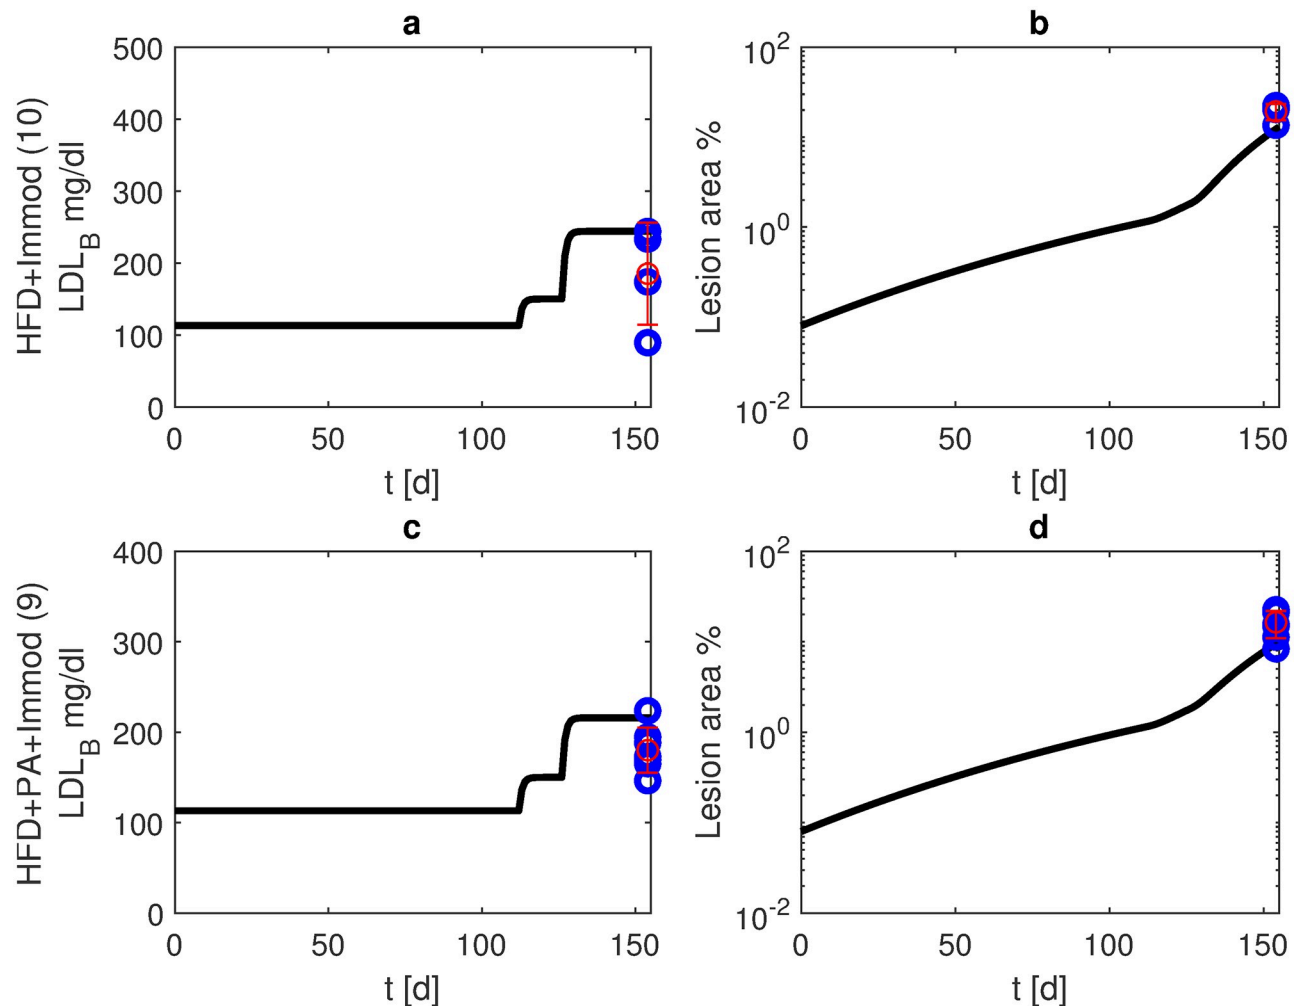 a
500
400
300
200
100
0
HFD+Immod (10)
LDL_B mg/dl
0 50 100 150
t [d]
b
10^2
10^0
10^-2
Lesion area %
0 50 100 150
t [d]
c
400
300
200
100
0
HFD+PA+Immod (9)
LDL_B mg/dl
0 50 100 150
t [d]
d
10^2
10^0
10^-2
Lesion area %
0 50 100 150
t [d]